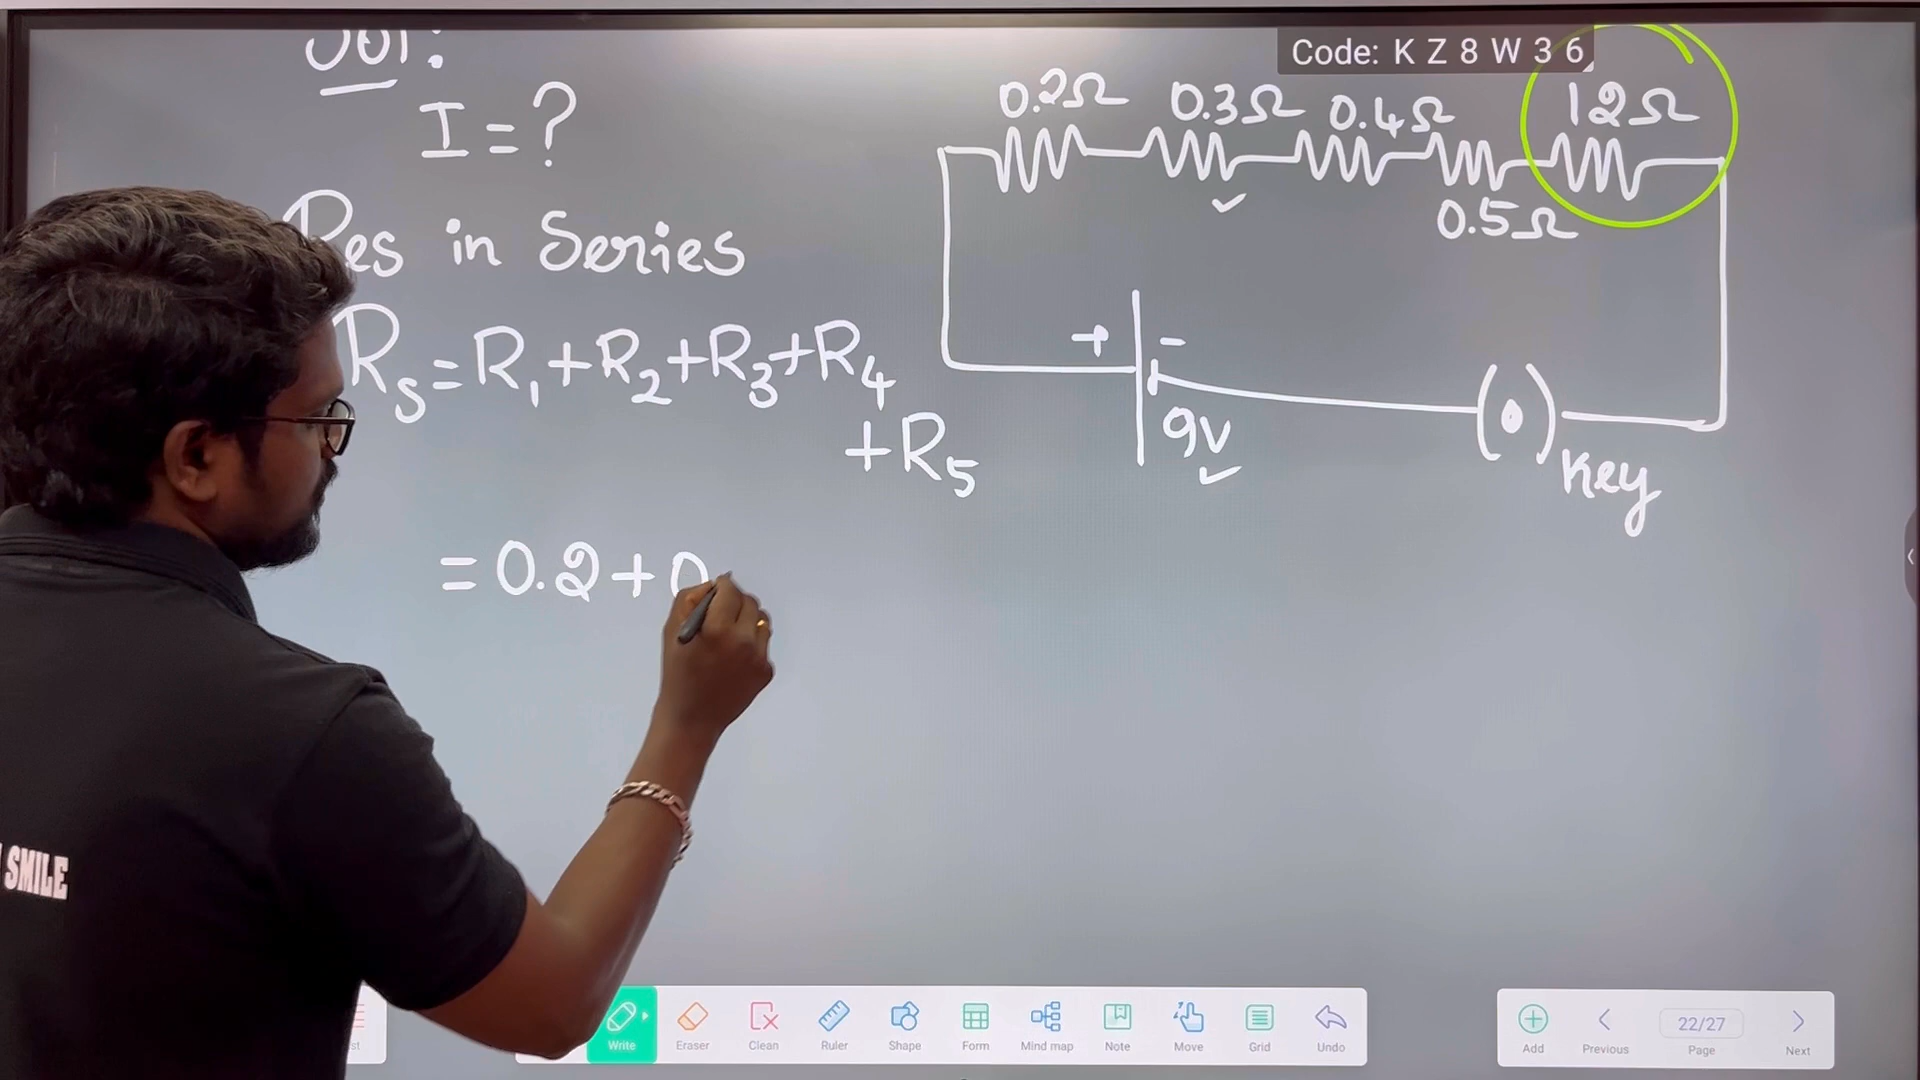 Sol:
I = ?
Res in Series
Rs = R1 + R2 + R3 + R4
+ R5
= 0.2 + 0
Code: K Z 8 W 3 6
0.2Ω 0.3Ω 0.4Ω 12Ω
0.5Ω
+ -
9V
Key
SMILE
Write Eraser Clean Ruler Shape Form Mind map Note Move Grid Undo
Add Previous 22/27 Page Next